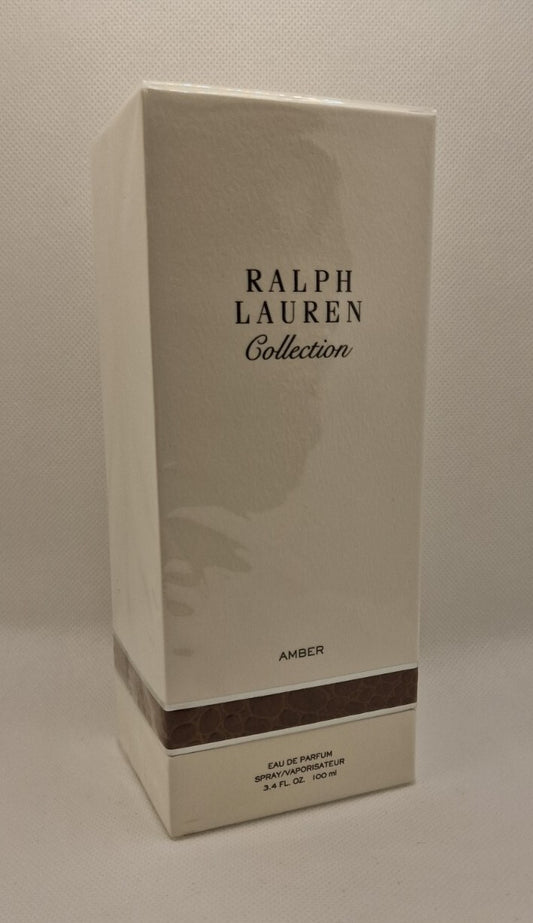 RALPH
LAUREN
Collection
AMBER
EAU DE PARFUM
SPRAY/VAPORISATEUR
3.4 FL. OZ. 100 ml